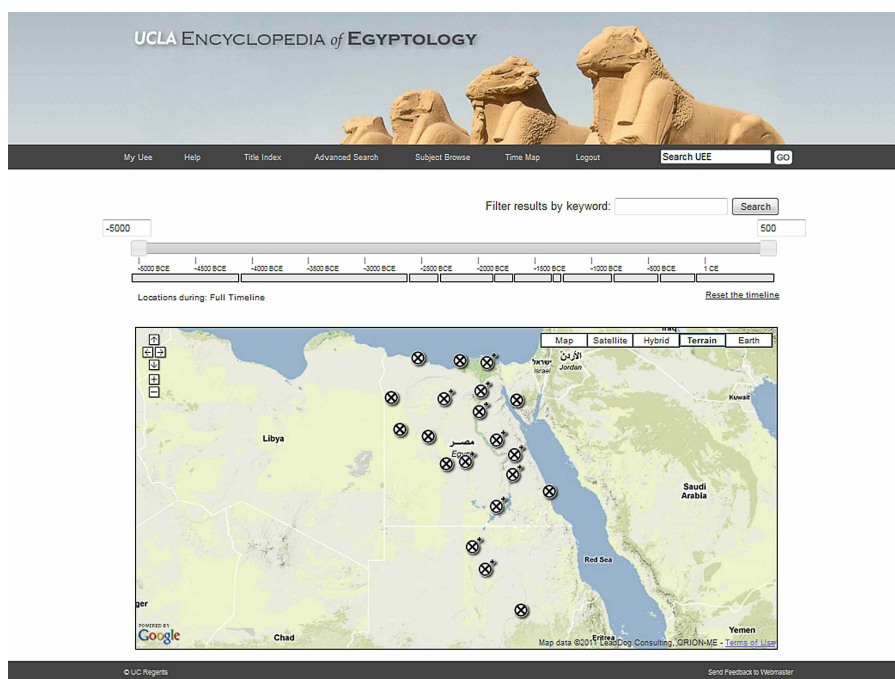 UCLA ENCYCLOPEDIA of EGYPTOLOGY
My Uee Help Title Index Advanced Search Subject Browse Time Map Logout Search UEE GO
Filter results by keyword: Search
-5000 500
-5000 BCE -4500 BCE -4000 BCE -3500 BCE -3000 BCE -2500 BCE -2000 BCE -1500 BCE -1000 BCE -500 BCE 1 CE
Locations during: Full Timeline Reset the timeline
Map Satellite Hybrid Terrain Earth
ישראל
Israel
الأردن
Jordan
Kuwait
Libya
مصر
Egypt
Saudi
Arabia
Red Sea
Chad
Eritrea
Yemen
POWERED BY
Google
Map data ©2011 LeadDog Consulting, ORION-ME - Terms of Use
© UC Regents Send Feedback to Webmaster